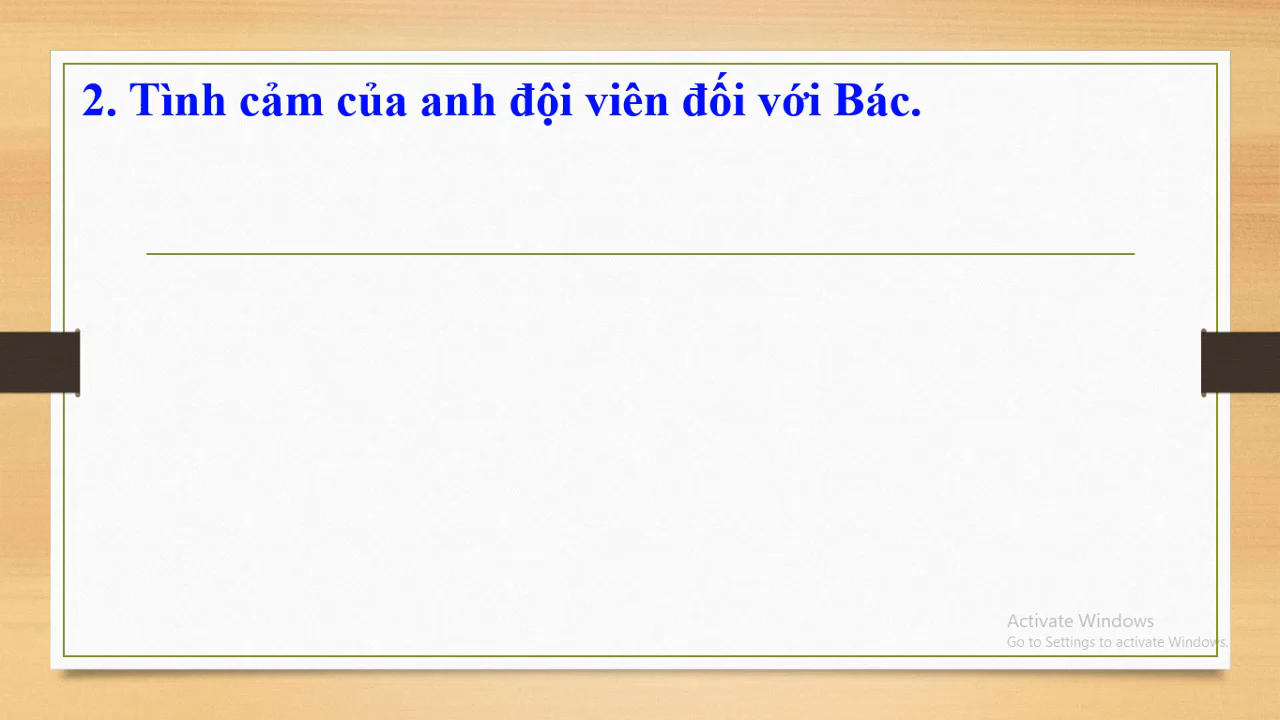 2. Tình cảm của anh đội viên đối với Bác.
Activate Windows
Go to Settings to activate Windows.